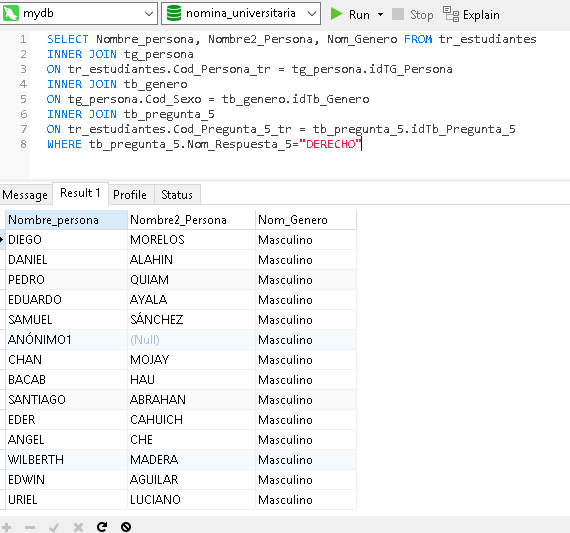 mydb nomina_universitaria Run Stop Explain
1 SELECT Nombre_persona, Nombre2_Persona, Nom_Genero FROM tr_estudiantes
2 INNER JOIN tg_persona
3 ON tr_estudiantes.Cod_Persona_tr = tg_persona.idTG_Persona
4 INNER JOIN tb_genero
5 ON tg_persona.Cod_Sexo = tb_genero.idTb_Genero
6 INNER JOIN tb_pregunta_5
7 ON tr_estudiantes.Cod_Pregunta_5_tr = tb_pregunta_5.idTb_Pregunta_5
8 WHERE tb_pregunta_5.Nom_Respuesta_5="DERECHO"
Message Result 1 Profile Status
Nombre_persona Nombre2_Persona Nom_Genero
DIEGO MORELOS Masculino
DANIEL ALAHIN Masculino
PEDRO QUIAM Masculino
EDUARDO AYALA Masculino
SAMUEL SÁNCHEZ Masculino
ANÓNIMO1 (Null) Masculino
CHAN MOJAY Masculino
BACAB HAU Masculino
SANTIAGO ABRAHAN Masculino
EDER CAHUICH Masculino
ANGEL CHE Masculino
WILBERTH MADERA Masculino
EDWIN AGUILAR Masculino
URIEL LUCIANO Masculino